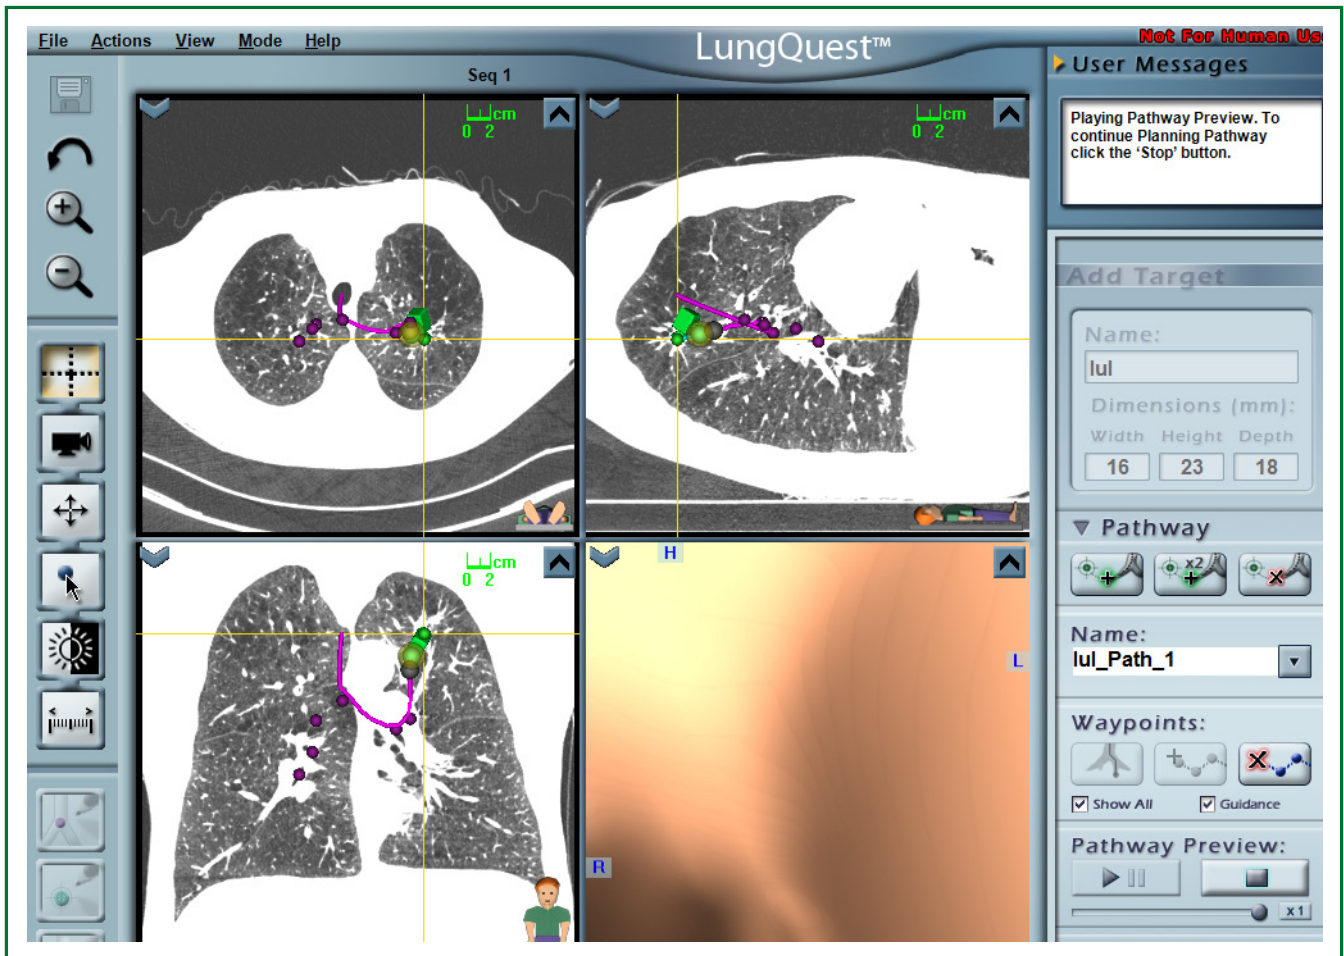 File Actions View Mode Help
LungQuest™
Not For Human Us
Seq 1
User Messages
Playing Pathway Preview. To
continue Planning Pathway
click the 'Stop' button.
cm
0 2
cm
0 2
Add Target
Name:
lul
Dimensions (mm):
Width Height Depth
16 23 18
Pathway
x2
Name:
lul_Path_1
Waypoints:
Show All Guidance
Pathway Preview:
x1
cm
0 2
H
L
R